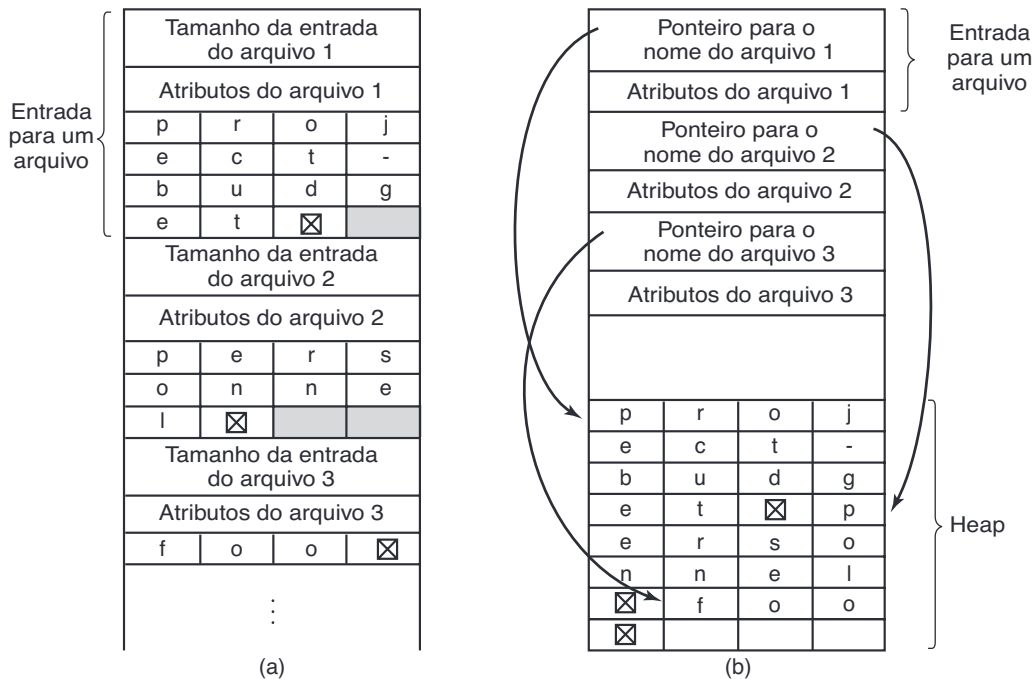 Entrada
para um
arquivo
Tamanho da entrada
do arquivo 1
Atributos do arquivo 1
p r o j
e c t -
b u d g
e t
Tamanho da entrada
do arquivo 2
Atributos do arquivo 2
p e r s
o n n e
l
Tamanho da entrada
do arquivo 3
Atributos do arquivo 3
f o o
(a)
Ponteiro para o
nome do arquivo 1
Atributos do arquivo 1
Ponteiro para o
nome do arquivo 2
Atributos do arquivo 2
Ponteiro para o
nome do arquivo 3
Atributos do arquivo 3
p r o j
e c t -
b u d g
e t p
e r s o
n n e l
f o o
(b)
Entrada
para um
arquivo
Heap